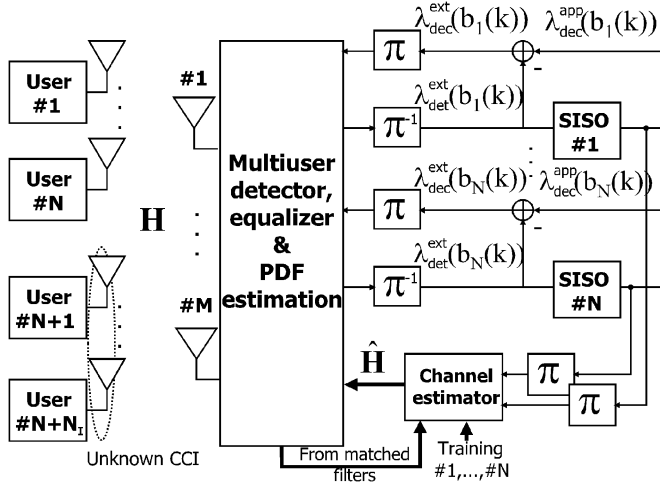 User
#1
User
#N
User
#N+1
User
#N+N_I
Unknown CCI
H
#1
#M
Multiuser
detector,
equalizer
&
PDF
estimation
λ_dec^ext(b_1(k))
λ_dec^app(b_1(k))
π
-
λ_det^ext(b_1(k))
π^-1
SISO
#1
λ_dec^ext(b_N(k))
λ_dec^app(b_N(k))
π
-
λ_det^ext(b_N(k))
π^-1
SISO
#N
Ĥ
Channel
estimator
π
π
From matched
filters
Training
#1,...,#N